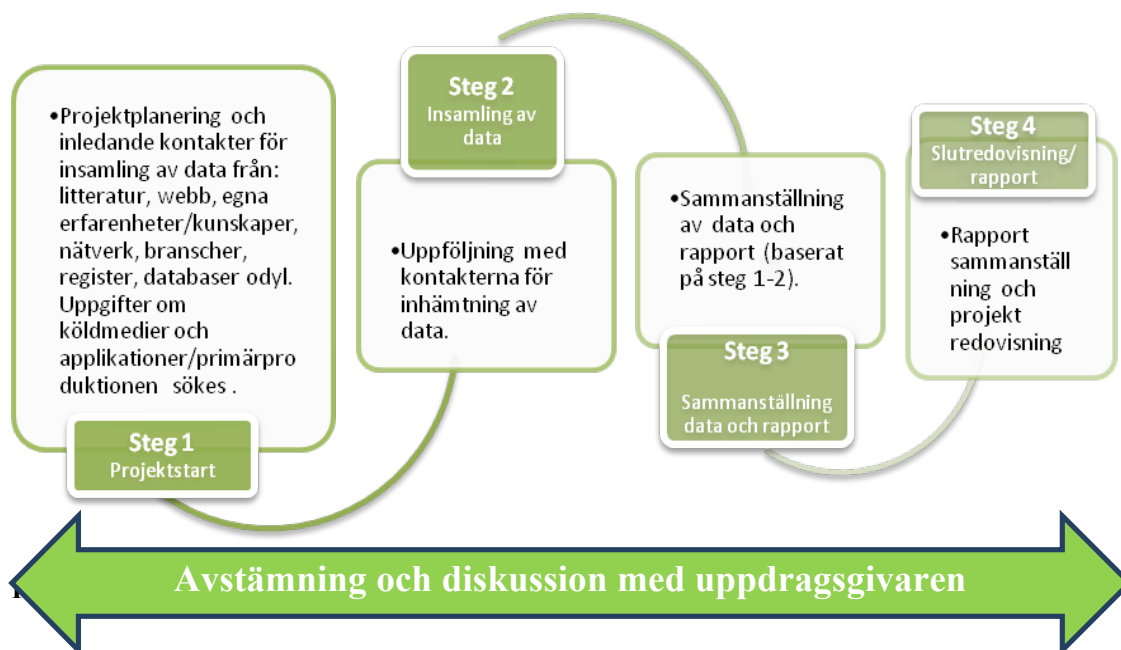 •Projektplanering och
inledande kontakter för
insamling av data från:
litteratur, webb, egna
erfarenheter/kunskaper,
nätverk, branscher,
register, databaser odyl.
Uppgifter om
köldmedier och
applikationer/primärpro
duktionen sökes .
Steg 1
Projektstart
Steg 2
Insamling av
data
•Uppföljning med
kontakterna för
inhämtning av
data.
•Sammanställning
av data och
rapport (baserat
på steg 1-2).
Steg 3
Sammanställning
data och rapport
Steg 4
Slutredovisning/
rapport
•Rapport
sammanställ
ning och
projekt
redovisning
Avstämning och diskussion med uppdragsgivaren